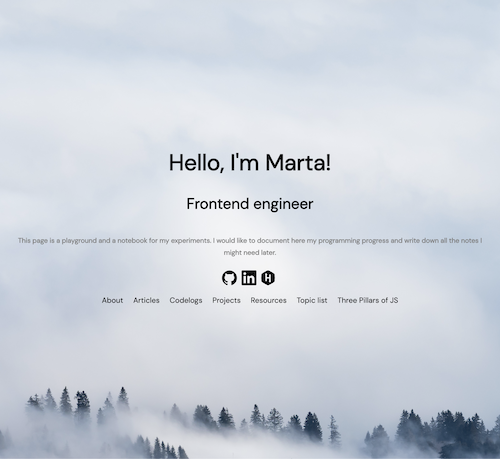 Hello, I'm Marta!
Frontend engineer
This page is a playground and a notebook for my experiments. I would like to document here my programming progress and write down all the notes I
might need later.
in H
About Articles Codelogs Projects Resources Topic list Three Pillars of JS